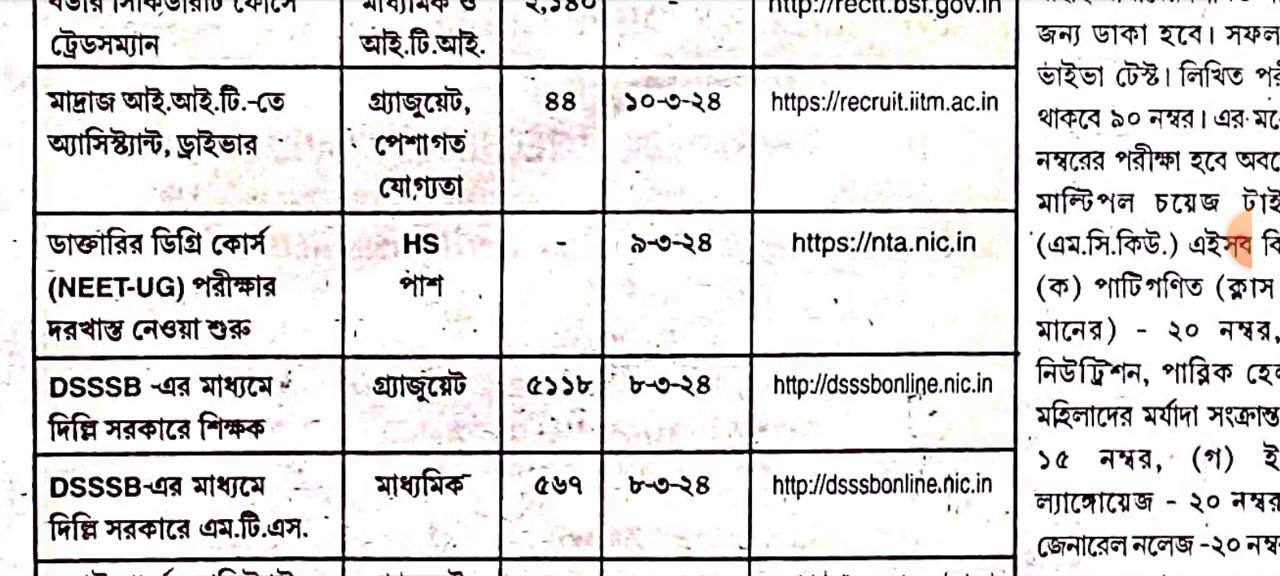 মাধ্যমিক ও
http://rectt.bsf.gov.in
ট্রেডসম্যান
আই.টি.আই.
মাদ্রাজ আই.আই.টি.-তে
অ্যাসিস্ট্যান্ট, ড্রাইভার
গ্র্যাজুয়েট,
পেশাগত
যোগ্যতা
৪৪
১০-৩-২৪
https://recruit.iitm.ac.in
ডাক্তারির ডিগ্রি কোর্স
(NEET-UG) পরীক্ষার
দরখাস্ত নেওয়া শুরু
HS
পাশ
-
৯-৩-২৪
https://nta.nic.in
DSSSB -এর মাধ্যমে
দিল্লি সরকারে শিক্ষক
গ্র্যাজুয়েট
৫১১৮
৮-৩-২৪
http://dsssbonline.nic.in
DSSSB-এর মাধ্যমে
দিল্লি সরকারে এম.টি.এস.
মাধ্যমিক
৫৬৭
৮-৩-২৪
http://dsssbonline.nic.in
জন্য ডাকা হবে। সফল
ভাইভা টেস্ট। লিখিত
থাকবে ৯০ নম্বর। এর
নম্বরের পরীক্ষা হবে
মাল্টিপল চয়েজ
(এম.সি.কিউ.) এইসব
(ক) পাটিগণিত (ক্লাস
মানের) - ২০ নম্বর,
নিউট্রিশন, পাব্লিক
মহিলাদের মর্যাদা সংক্রান্ত
১৫ নম্বর, (গ)
ল্যাঙ্গোয়েজ - ২০ নম্বর
জেনারেল নলেজ -২০